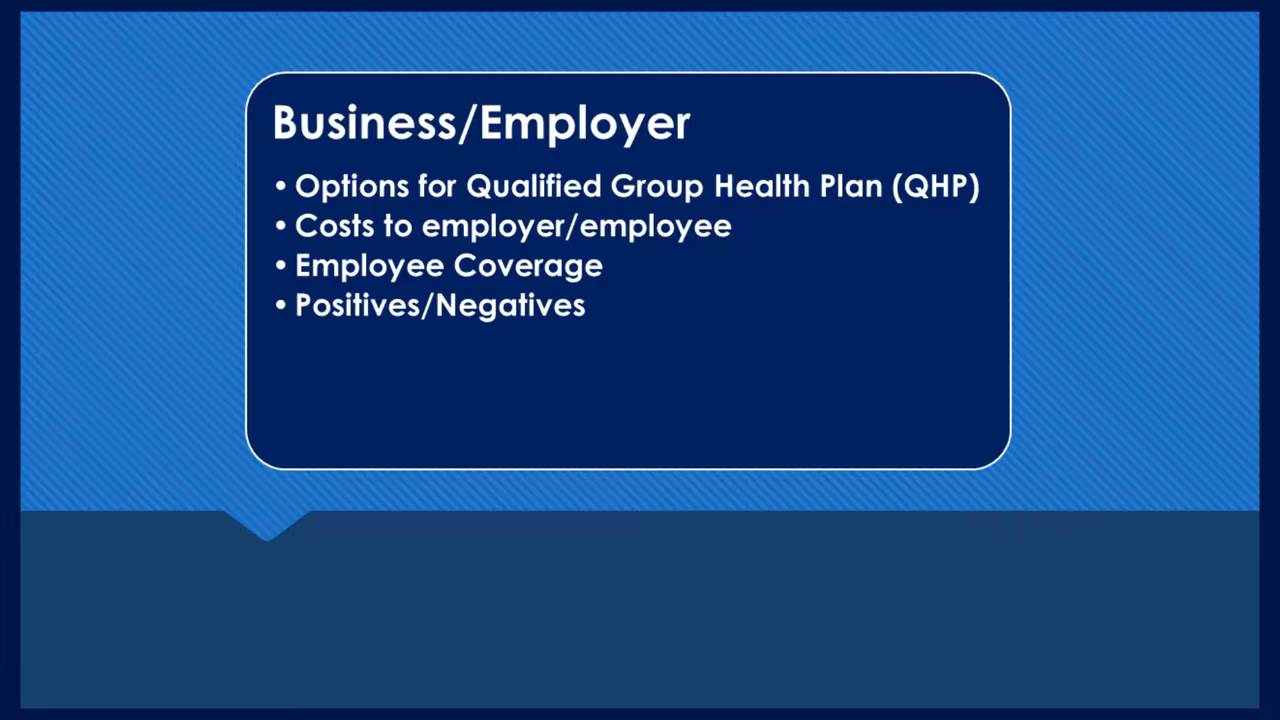 Business/Employer
• Options for Qualified Group Health Plan (QHP)
• Costs to employer/employee
• Employee Coverage
• Positives/Negatives